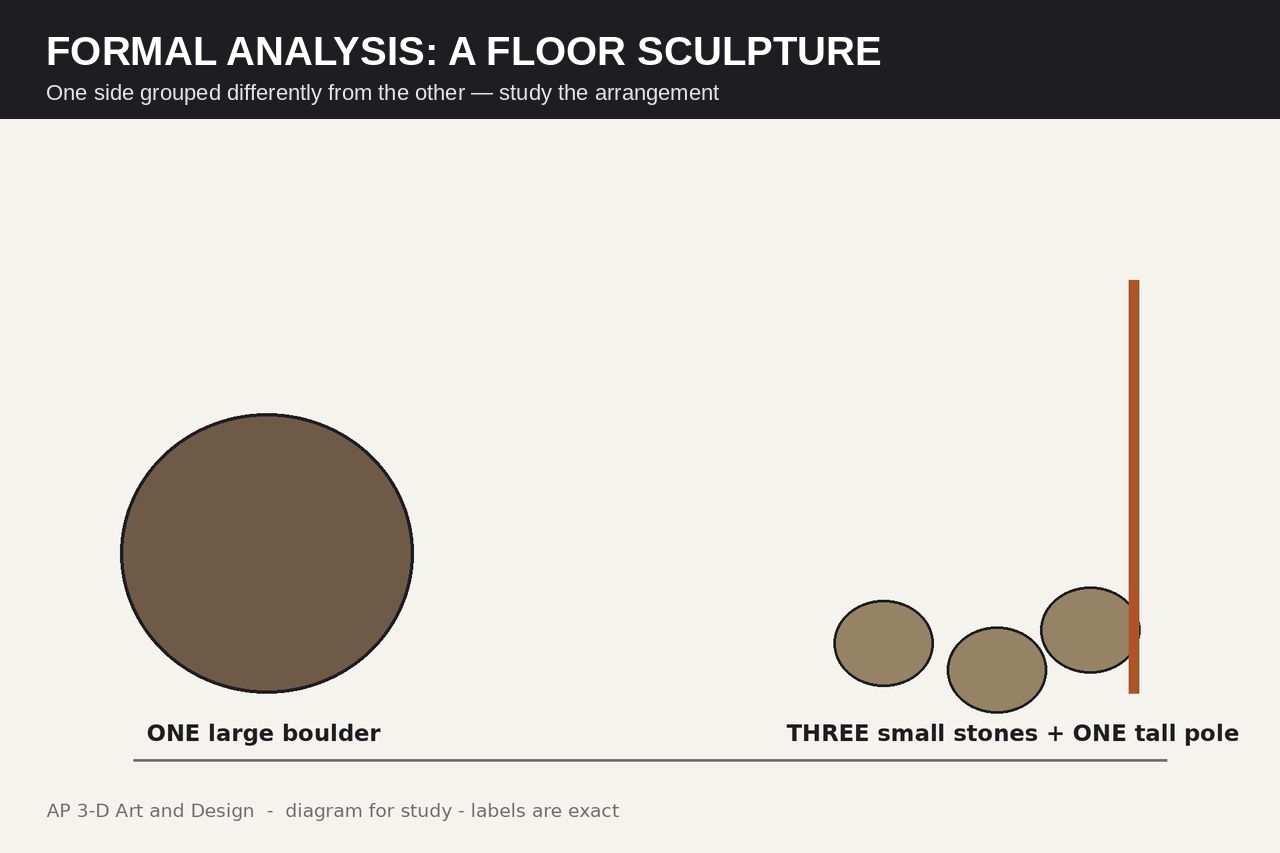 FORMAL ANALYSIS: A FLOOR SCULPTURE
One side grouped differently from the other — study the arrangement
ONE large boulder
THREE small stones + ONE tall pole
AP 3-D Art and Design - diagram for study - labels are exact